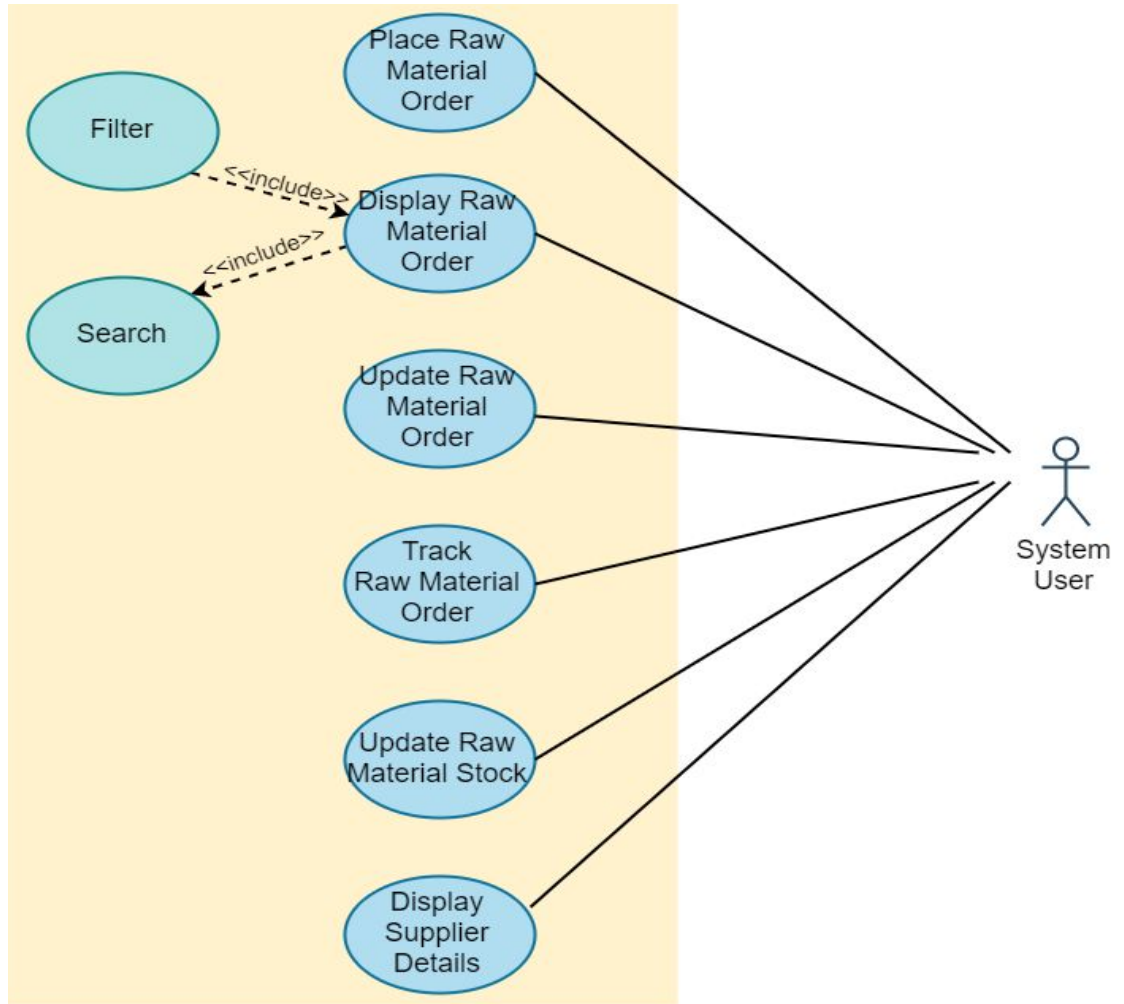 Place Raw
Material
Order
Filter
<<include>>
Display Raw
Material
Order
<<include>>
Search
Update Raw
Material
Order
Track
Raw Material
Order
System
User
Update Raw
Material Stock
Display
Supplier
Details